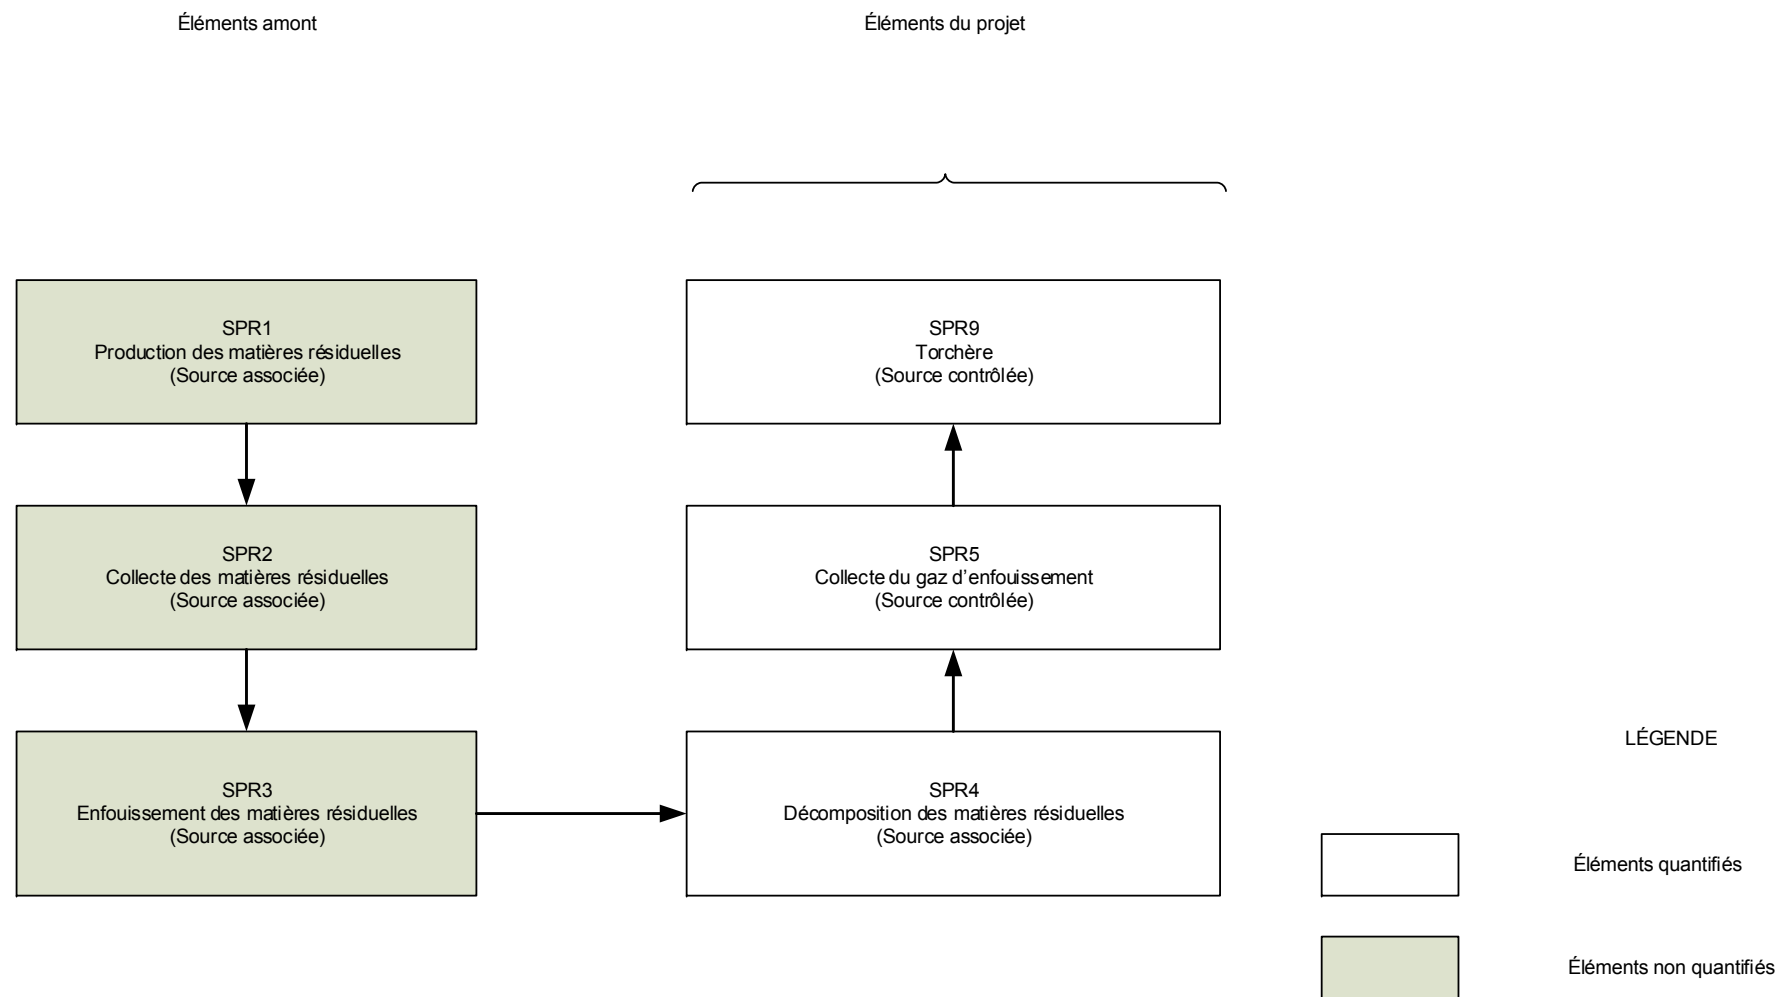 Éléments amont
Éléments du projet
SPR1
Production des matières résiduelles
(Source associée)
SPR2
Collecte des matières résiduelles
(Source associée)
SPR3
Enfouissement des matières résiduelles
(Source associée)
SPR9
Torchère
(Source contrôlée)
SPR5
Collecte du gaz d’enfouissement
(Source contrôlée)
SPR4
Décomposition des matières résiduelles
(Source associée)
LÉGENDE
Éléments quantifiés
Éléments non quantifiés